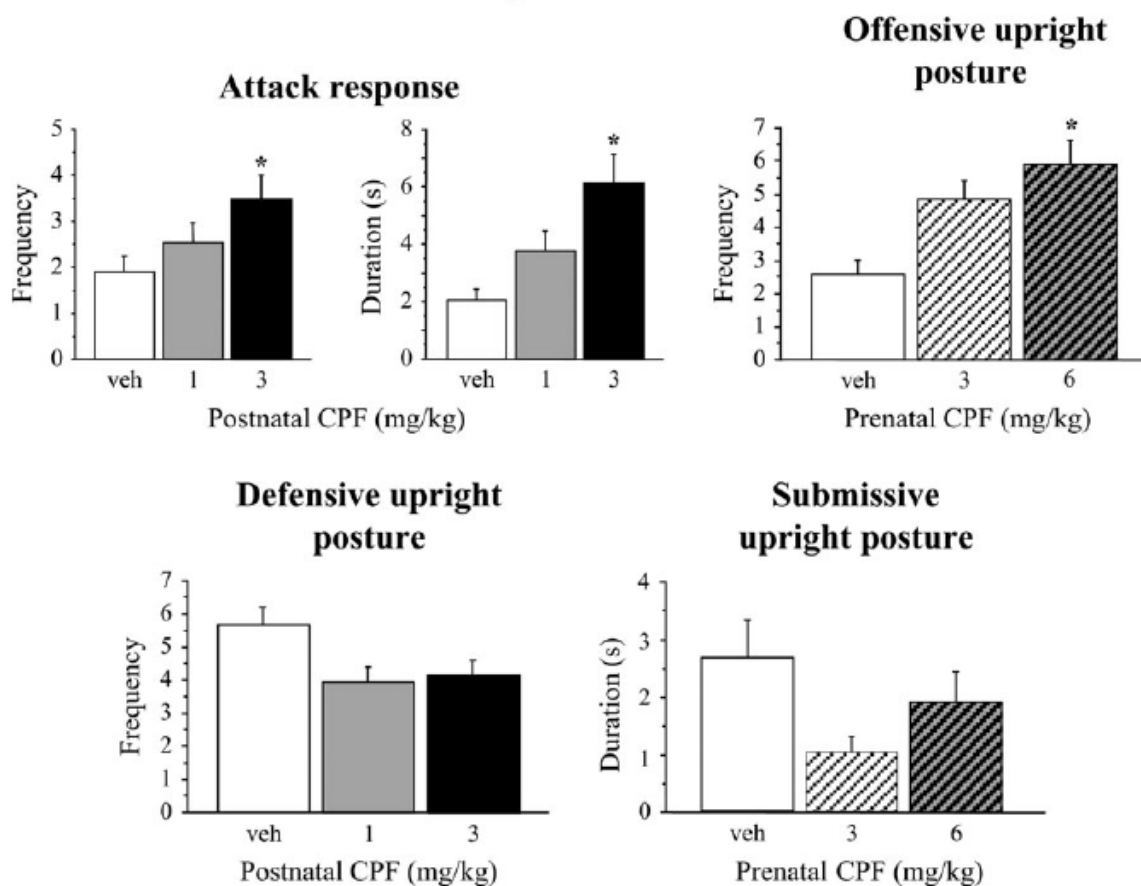 Attack response
Offensive upright
posture
5
4
3
2
1
0
Frequency
*
veh 1 3
8
6
4
2
0
Duration (s)
*
veh 1 3
Postnatal CPF (mg/kg)
7
6
5
4
3
2
1
0
Frequency
*
veh 3 6
Prenatal CPF (mg/kg)
Defensive upright
posture
7
6
5
4
3
2
1
0
Frequency
veh 1 3
Postnatal CPF (mg/kg)
Submissive
upright posture
4
3
2
1
0
Duration (s)
veh 3 6
Prenatal CPF (mg/kg)